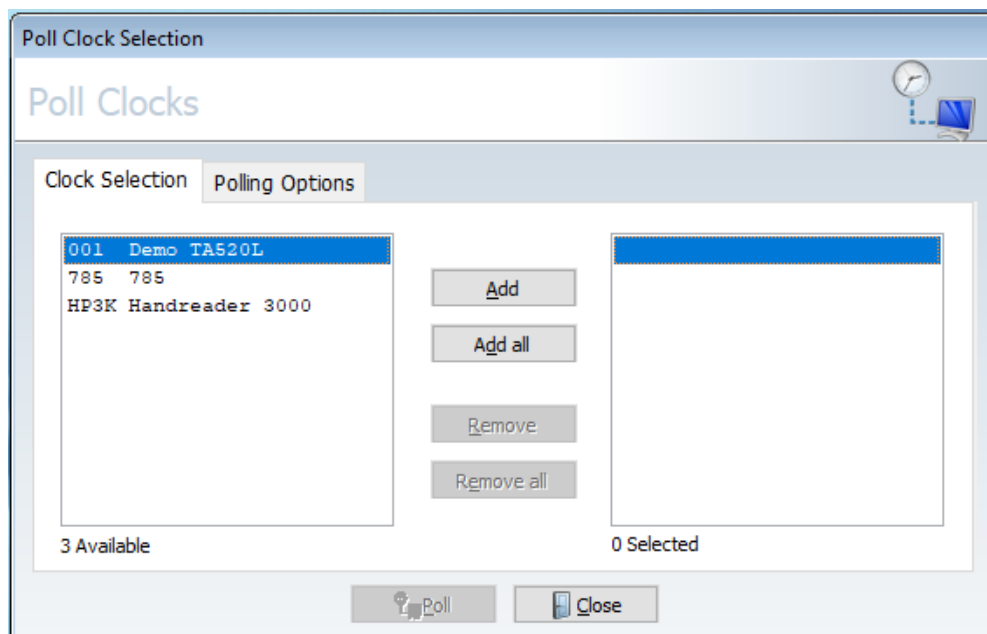 Poll Clock Selection
Poll Clocks
Clock Selection
Polling Options
001 Demo TA520L
785 785
HP3K Handreader 3000
Add
Add all
Remove
Remove all
3 Available
0 Selected
Poll
Close